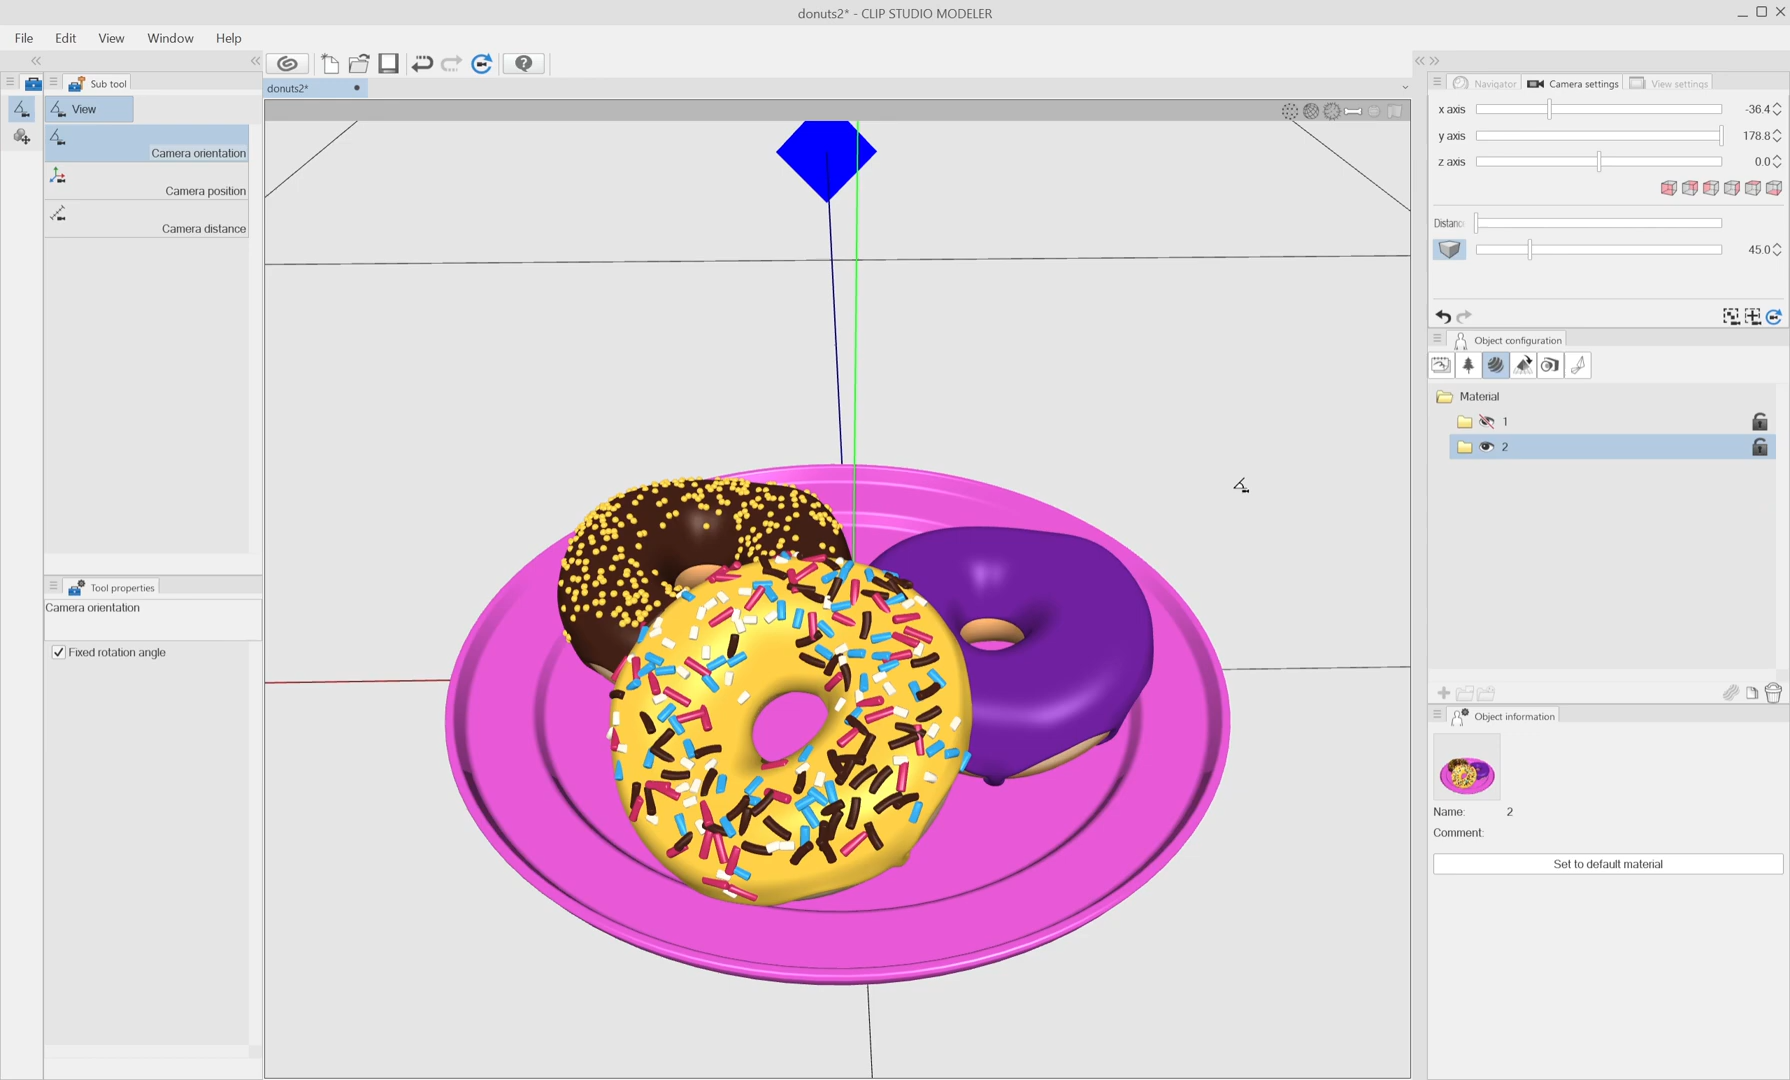 donuts2* - CLIP STUDIO MODELER
File Edit View Window Help
Sub tool
View
Camera orientation
Camera position
Camera distance
Tool properties
Camera orientation
Fixed rotation angle
donuts2*
Navigator Camera settings View settings
x axis -36.4
y axis 178.8
z axis 0.0
Distanc
45.0
Object configuration
Material
1
2
Object information
Name: 2
Comment:
Set to default material